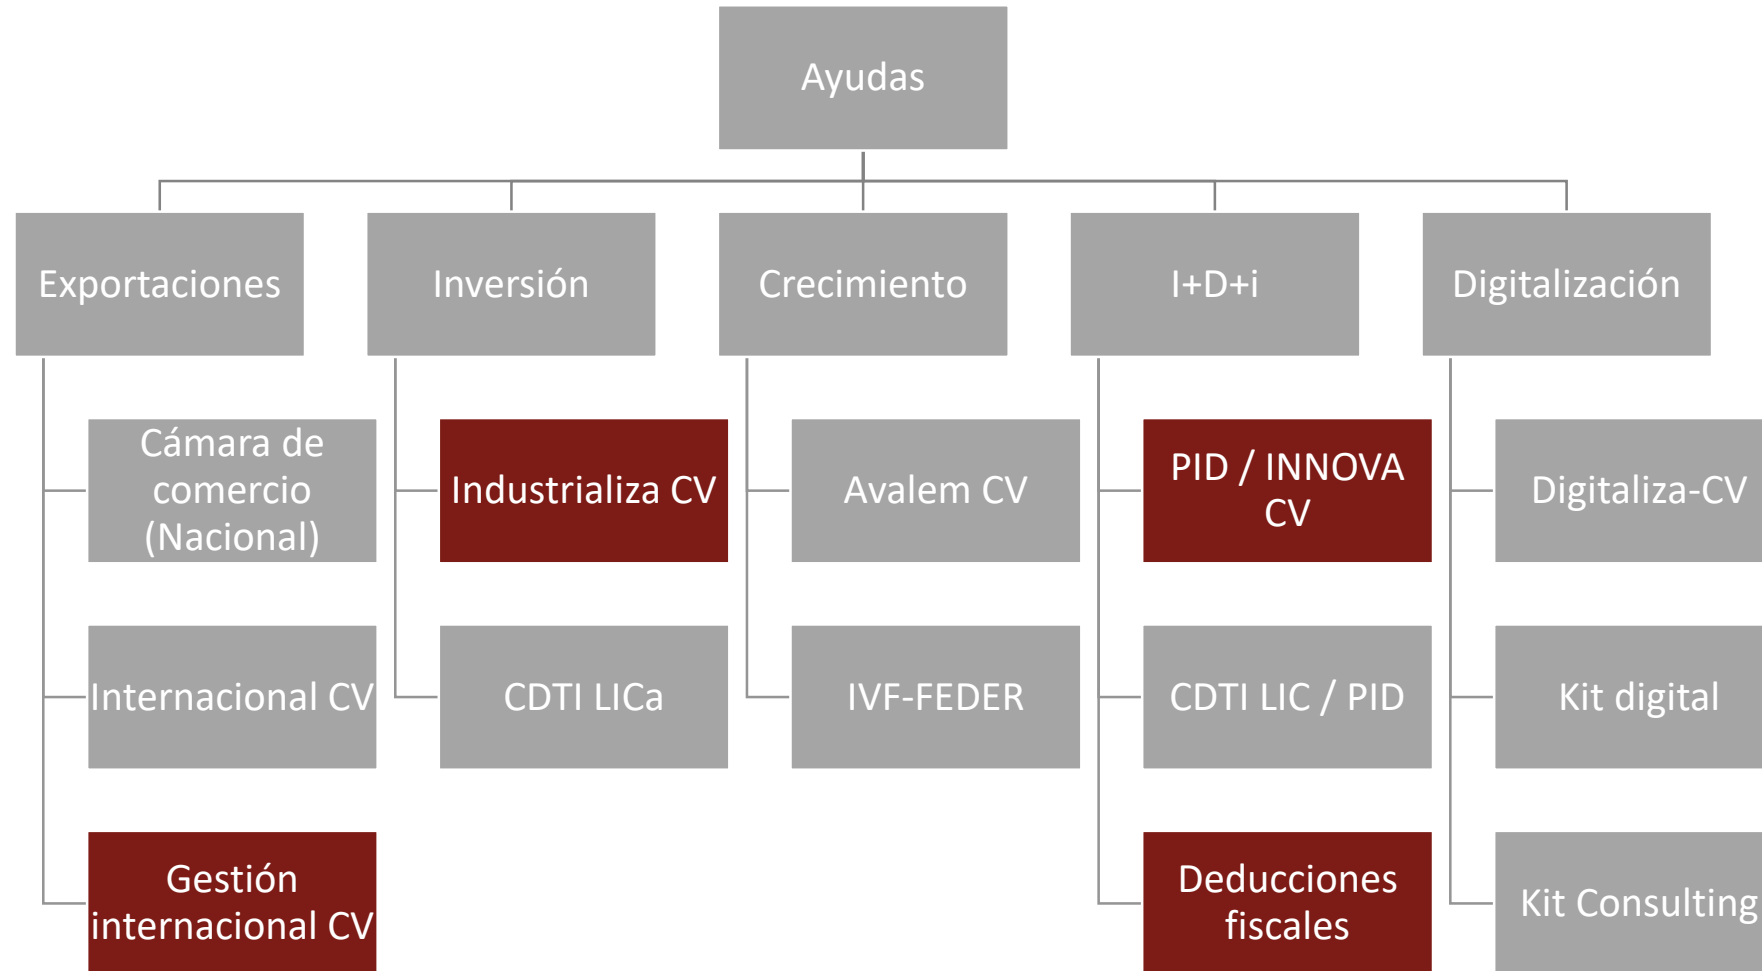 Ayudas
Exportaciones
Inversión
Crecimiento
I+D+i
Digitalización
Cámara de
comercio
(Nacional)
Industrializa CV
Avalem CV
PID / INNOVA
CV
Digitaliza-CV
Internacional CV
CDTI LICa
IVF-FEDER
CDTI LIC / PID
Kit digital
Gestión
internacional CV
Deducciones
fiscales
Kit Consulting